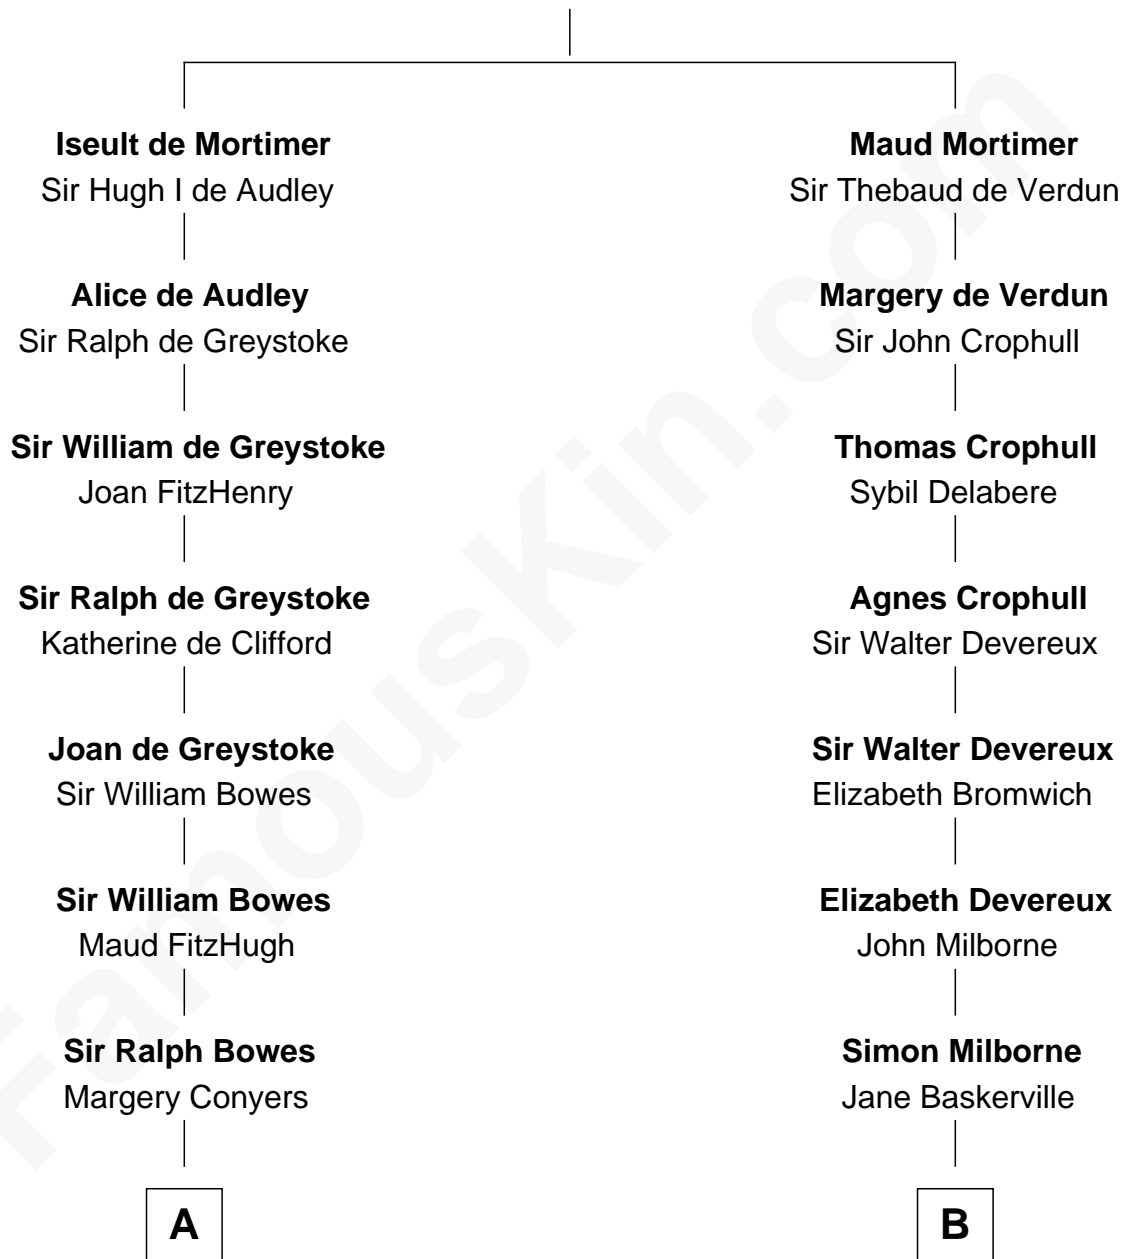 Iseult de Mortimer
Sir Hugh I de Audley
Maud Mortimer
Sir Thebaud de Verdun
Alice de Audley
Sir Ralph de Greystoke
Margery de Verdun
Sir John Crophull
Sir William de Greystoke
Joan FitzHenry
Thomas Crophull
Sybil Delabere
Sir Ralph de Greystoke
Katherine de Clifford
Agnes Crophull
Sir Walter Devereux
Joan de Greystoke
Sir William Bowes
Sir Walter Devereux
Elizabeth Bromwich
Sir William Bowes
Maud FitzHugh
Elizabeth Devereux
John Milborne
Sir Ralph Bowes
Margery Conyers
Simon Milborne
Jane Baskerville
A
B
FamousKin.com